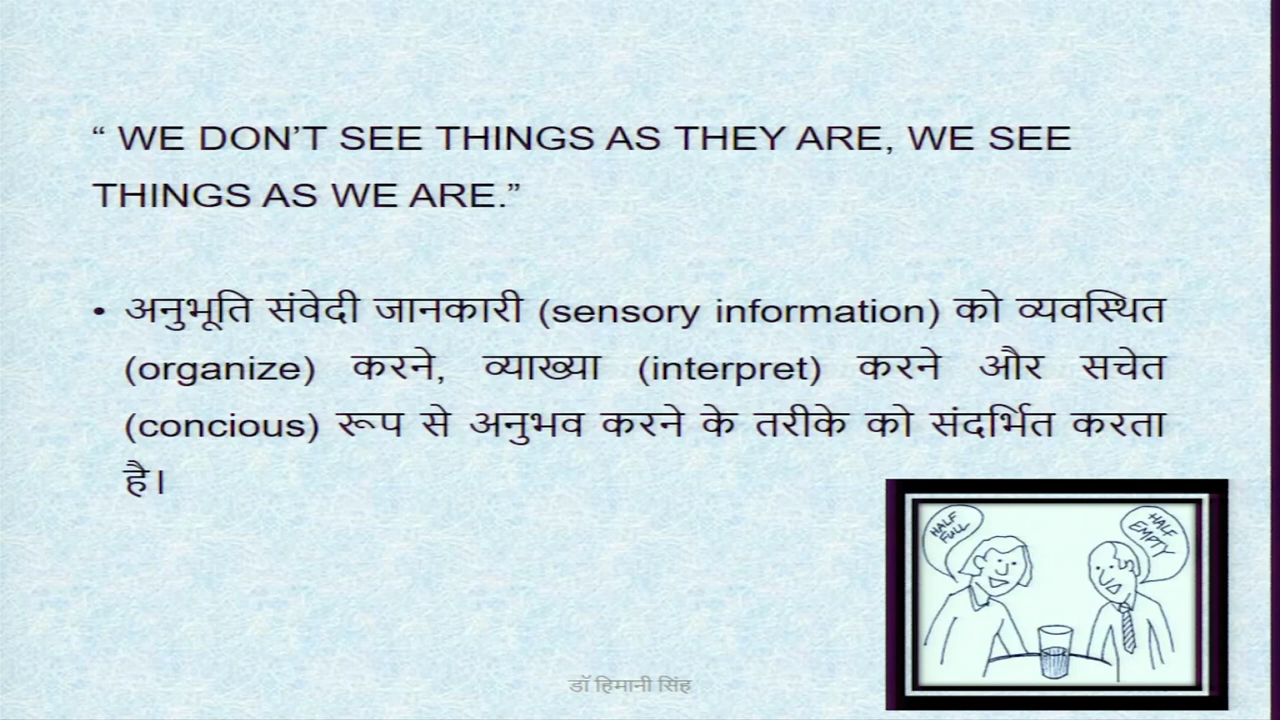 “ WE DON’T SEE THINGS AS THEY ARE, WE SEE
THINGS AS WE ARE.”
• अनुभूति संवेदी जानकारी (sensory information) को व्यवस्थित
(organize) करने, व्याख्या (interpret) करने और सचेत
(concious) रूप से अनुभव करने के तरीके को संदर्भित करता
है।
HALF
FULL
HALF
EMPTY
डॉ हिमानी सिंह